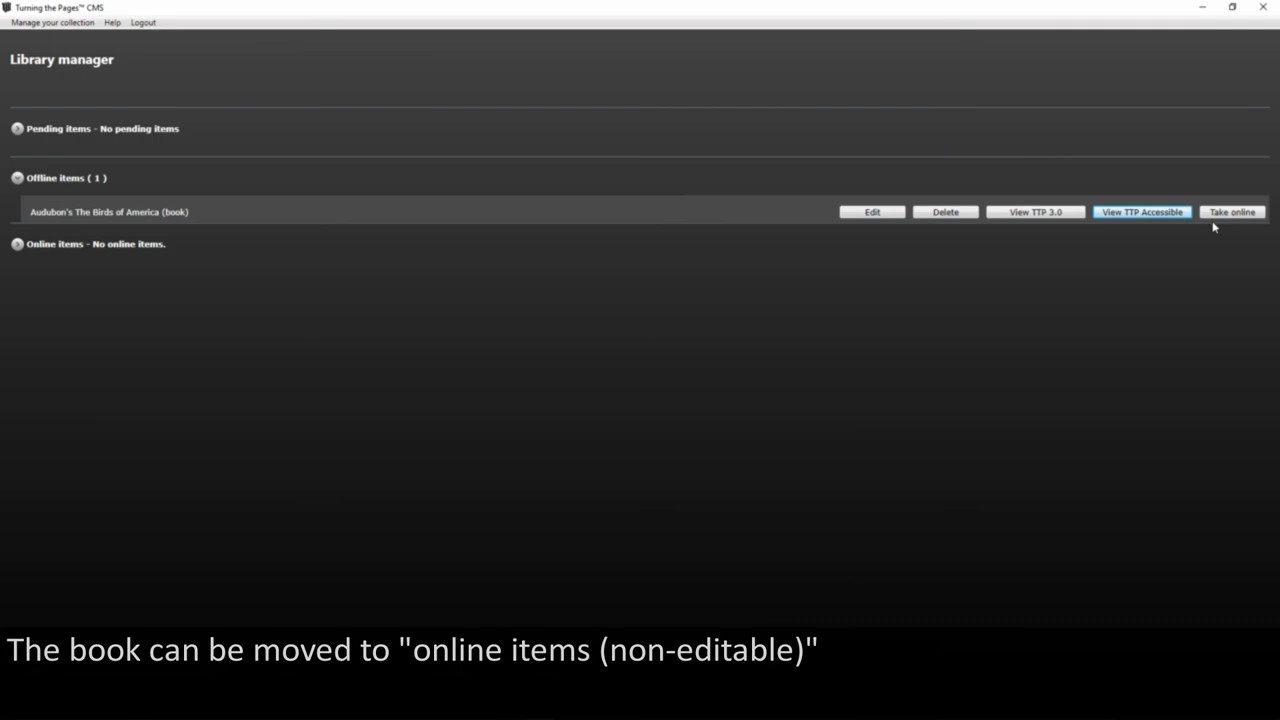 Turning the Pages™ CMS
Manage your collection Help Logout
Library manager
Pending items - No pending items
Offline items ( 1 )
Audubon's The Birds of America (book) Edit Delete View TTP 3.0 View TTP Accessible Take online
Online items - No online items.
The book can be moved to "online items (non-editable)"